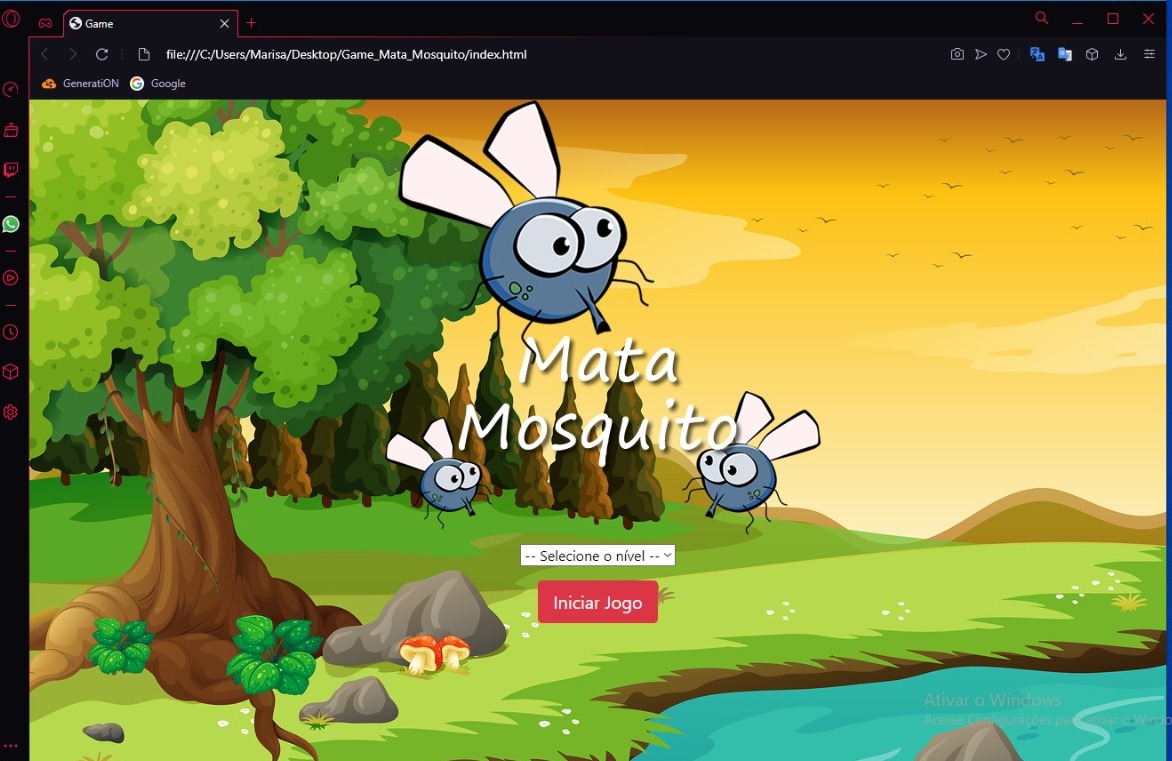 Game
file:///C:/Users/Marisa/Desktop/Game_Mata_Mosquito/index.html
GeneratiON
Google
Mata
Mosquito
-- Selecione o nível --
Iniciar Jogo
Ativar o Windows
Acesse Configurações para ativar o Windo